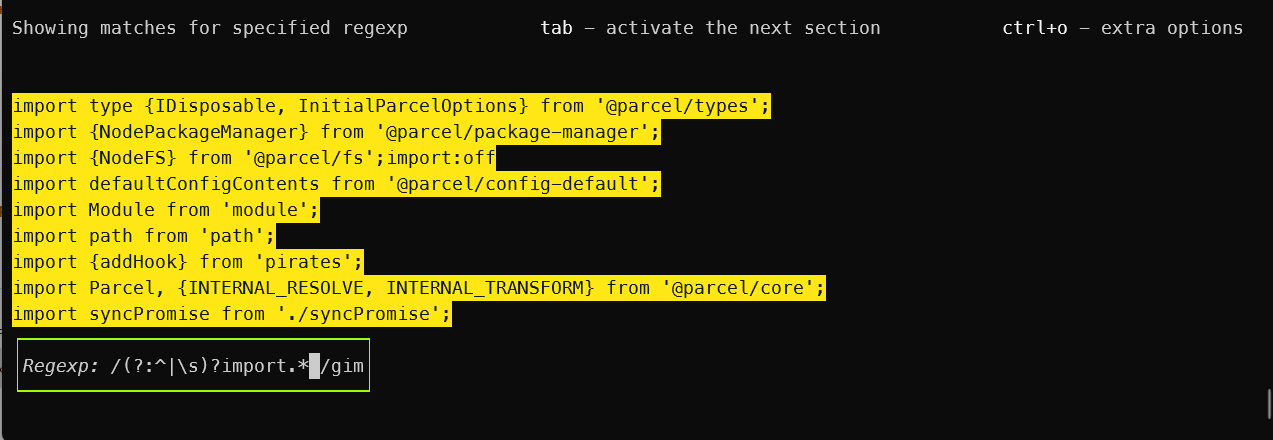 Showing matches for specified regexp tab – activate the next section ctrl+o – extra options
import type {IDisposable, InitialParcelOptions} from '@parcel/types';
import {NodePackageManager} from '@parcel/package-manager';
import {NodeFS} from '@parcel/fs';import:off
import defaultConfigContents from '@parcel/config-default';
import Module from 'module';
import path from 'path';
import {addHook} from 'pirates';
import Parcel, {INTERNAL_RESOLVE, INTERNAL_TRANSFORM} from '@parcel/core';
import syncPromise from './syncPromise';
Regexp: /(?:^|\s)?import.* /gim